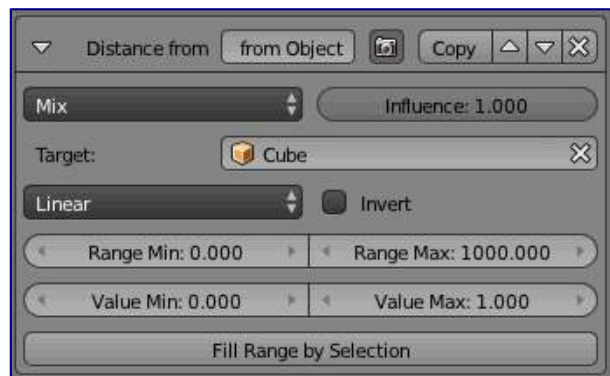 Distance from from Object Copy
Mix Influence: 1.000
Target: Cube
Linear Invert
Range Min: 0.000 Range Max: 1000.000
Value Min: 0.000 Value Max: 1.000
Fill Range by Selection